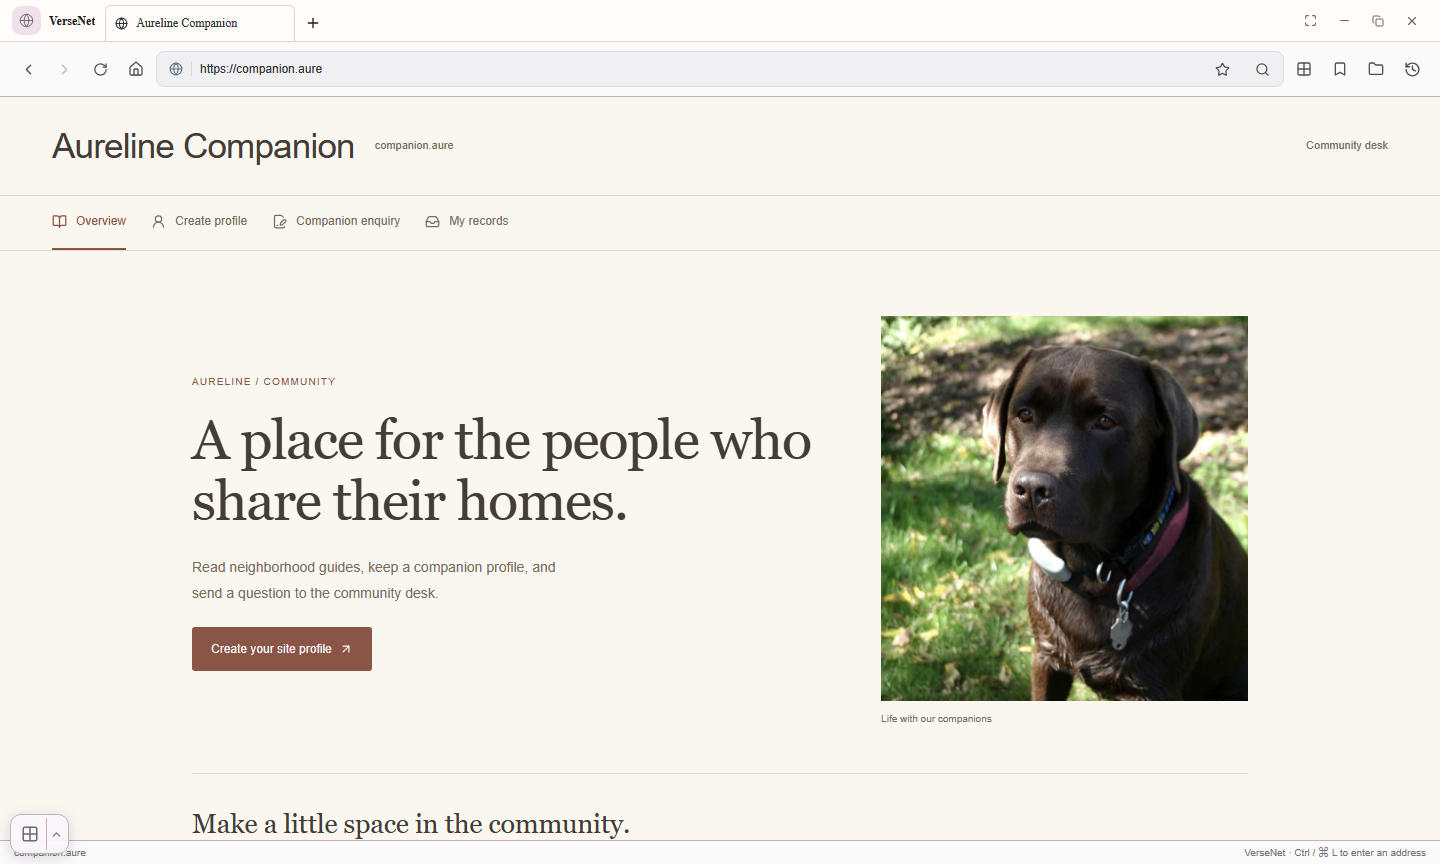 VerseNet
Aureline Companion
https://companion.aure
Aureline Companion
companion.aure
Community desk
Overview
Create profile
Companion enquiry
My records
AURELINE / COMMUNITY
A place for the people who
share their homes.
Read neighborhood guides, keep a companion profile, and
send a question to the community desk.
Create your site profile
Life with our companions
Make a little space in the community.
companion.aure
VerseNet · Ctrl / ⌘ L to enter an address